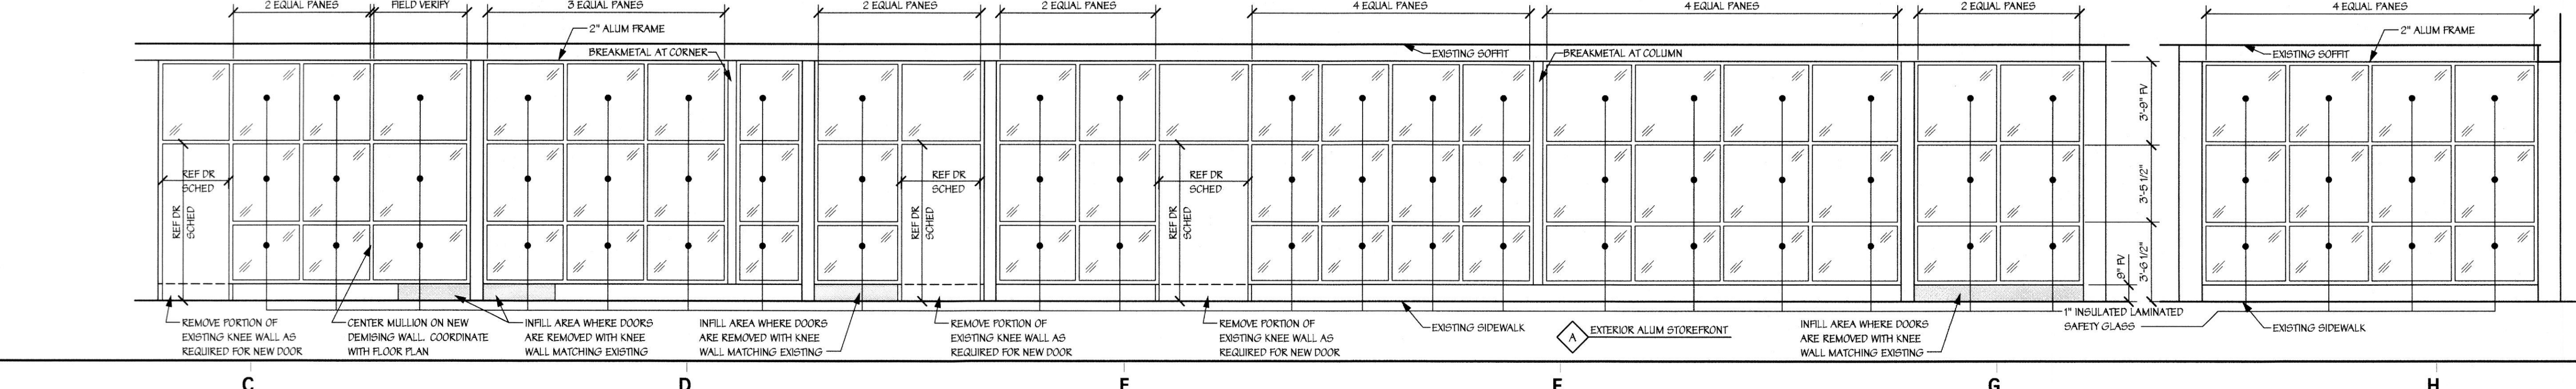 2 EQUAL PANES
FIELD VERIFY
3 EQUAL PANES
2 EQUAL PANES
2 EQUAL PANES
4 EQUAL PANES
4 EQUAL PANES
2 EQUAL PANES
4 EQUAL PANES
2" ALUM FRAME
BREAKMETAL AT CORNER
EXISTING SOFFIT
BREAKMETAL AT COLUMN
EXISTING SOFFIT
2" ALUM FRAME
REF DR
SCHED
REF DR
SCHED
REF DR
SCHED
REF DR
SCHED
REF DR
SCHED
REF DR
SCHED
3'-9" FV
3'-5 1/2"
3'-6 1/2"
9" FV
REMOVE PORTION OF
EXISTING KNEE WALL AS
REQUIRED FOR NEW DOOR
CENTER MULLION ON NEW
DEMISING WALL. COORDINATE
WITH FLOOR PLAN
INFILL AREA WHERE DOORS
ARE REMOVED WITH KNEE
WALL MATCHING EXISTING
INFILL AREA WHERE DOORS
ARE REMOVED WITH KNEE
WALL MATCHING EXISTING
REMOVE PORTION OF
EXISTING KNEE WALL AS
REQUIRED FOR NEW DOOR
REMOVE PORTION OF
EXISTING KNEE WALL AS
REQUIRED FOR NEW DOOR
EXISTING SIDEWALK
A
EXTERIOR ALUM STOREFRONT
INFILL AREA WHERE DOORS
ARE REMOVED WITH KNEE
WALL MATCHING EXISTING
1" INSULATED LAMINATED
SAFETY GLASS
EXISTING SIDEWALK
C
D
E
F
G
H